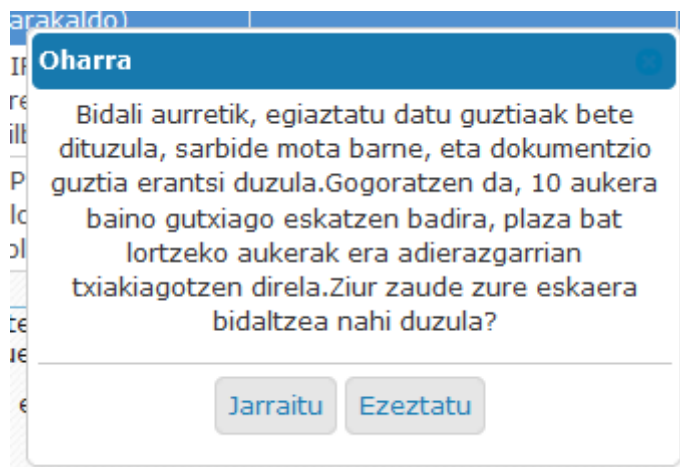 arakaldo)
Oharra
Bidali aurretik, egiaztatu datu guztiaak bete
dituzula, sarbide mota barne, eta dokumentzio
guztia erantsi duzula.Gogoratzen da, 10 aukera
baino gutxiago eskatzen badira, plaza bat
lortzeko aukerak era adierazgarrian
txiakiagotzen direla.Ziur zaude zure eskaera
bidaltzea nahi duzula?
Jarraitu Ezeztatu